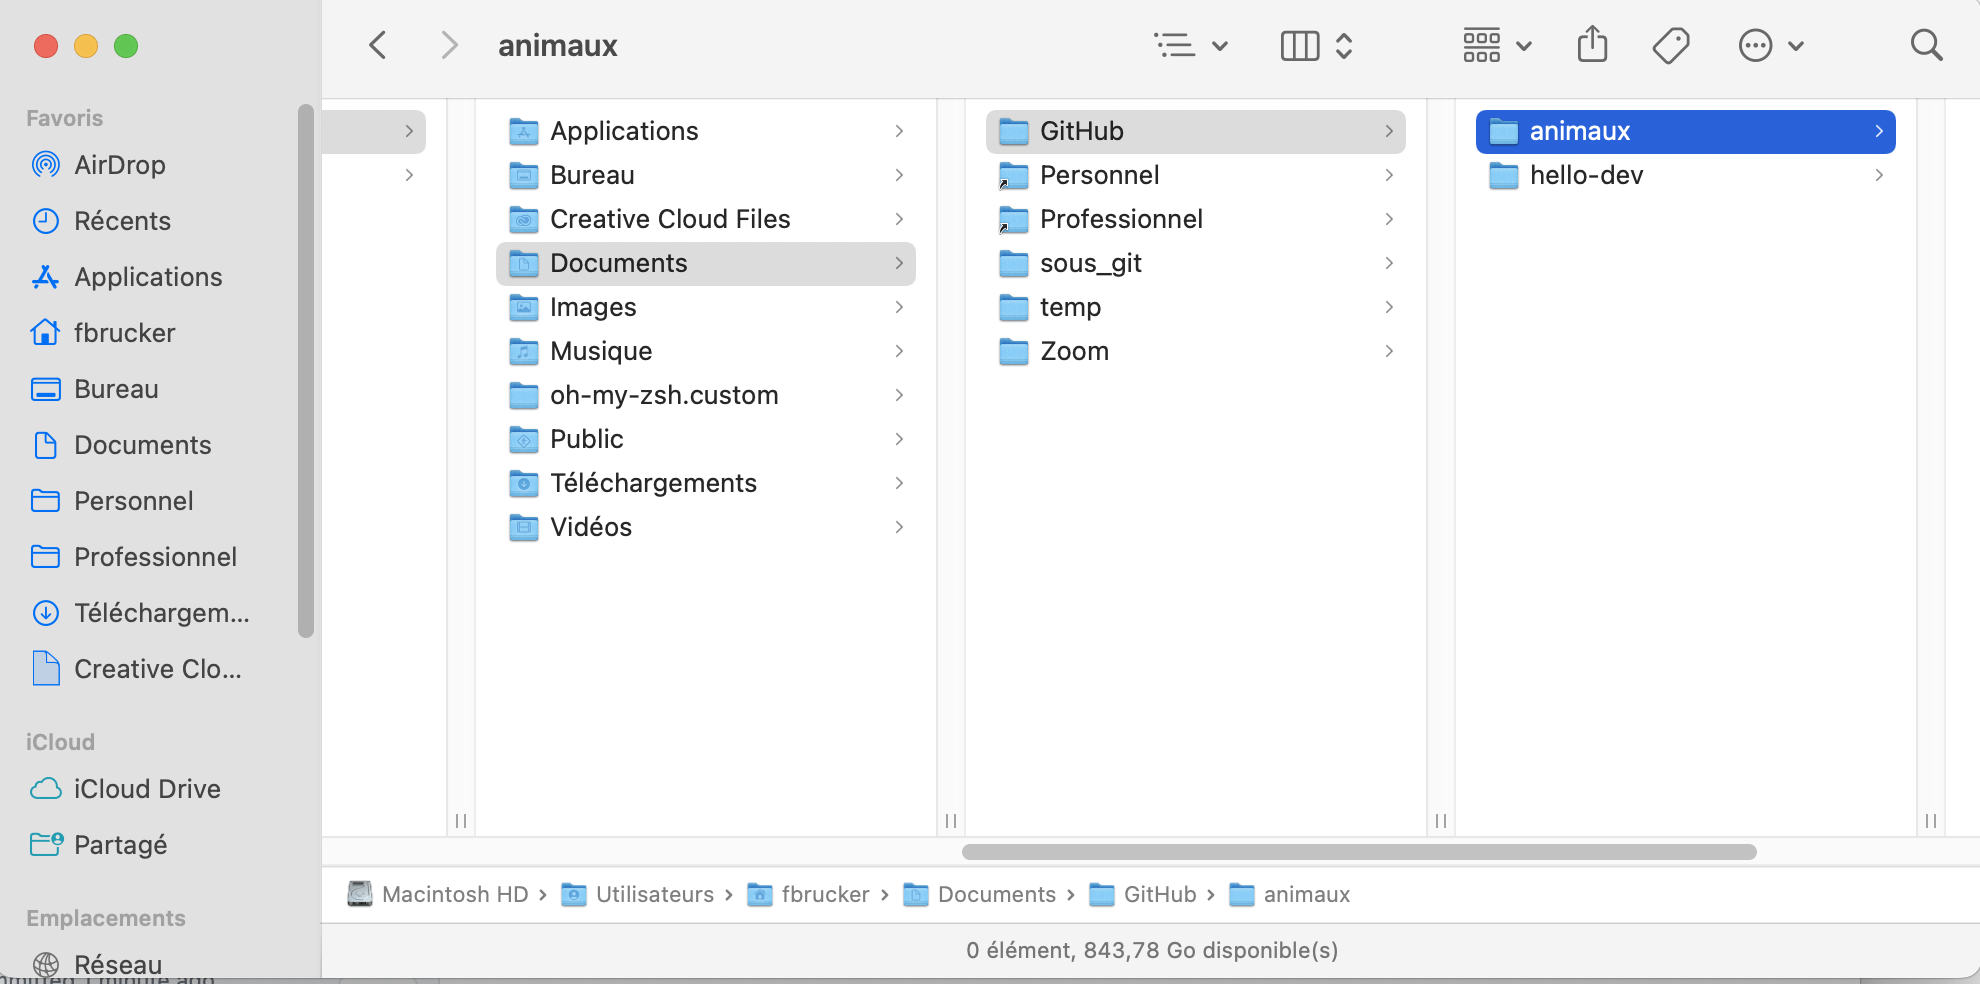 animaux
Favoris
AirDrop
Récents
Applications
fbrucker
Bureau
Documents
Personnel
Professionnel
Téléchargem...
Creative Clo...
iCloud
iCloud Drive
Partagé
Emplacements
Réseau
Applications
Bureau
Creative Cloud Files
Documents
Images
Musique
oh-my-zsh.custom
Public
Téléchargements
Vidéos
GitHub
Personnel
Professionnel
sous_git
temp
Zoom
animaux
hello-dev
Macintosh HD › Utilisateurs › fbrucker › Documents › GitHub › animaux
0 élément, 843,78 Go disponible(s)